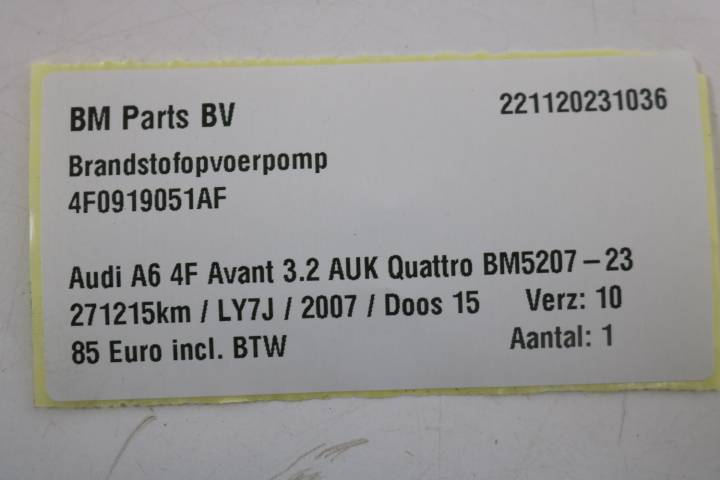 BM Parts BV 221120231036
Brandstofopvoerpomp
4F0919051AF
Audi A6 4F Avant 3.2 AUK Quattro BM5207-23
271215km / LY7J / 2007 / Doos 15 Verz: 10
85 Euro incl. BTW Aantal: 1